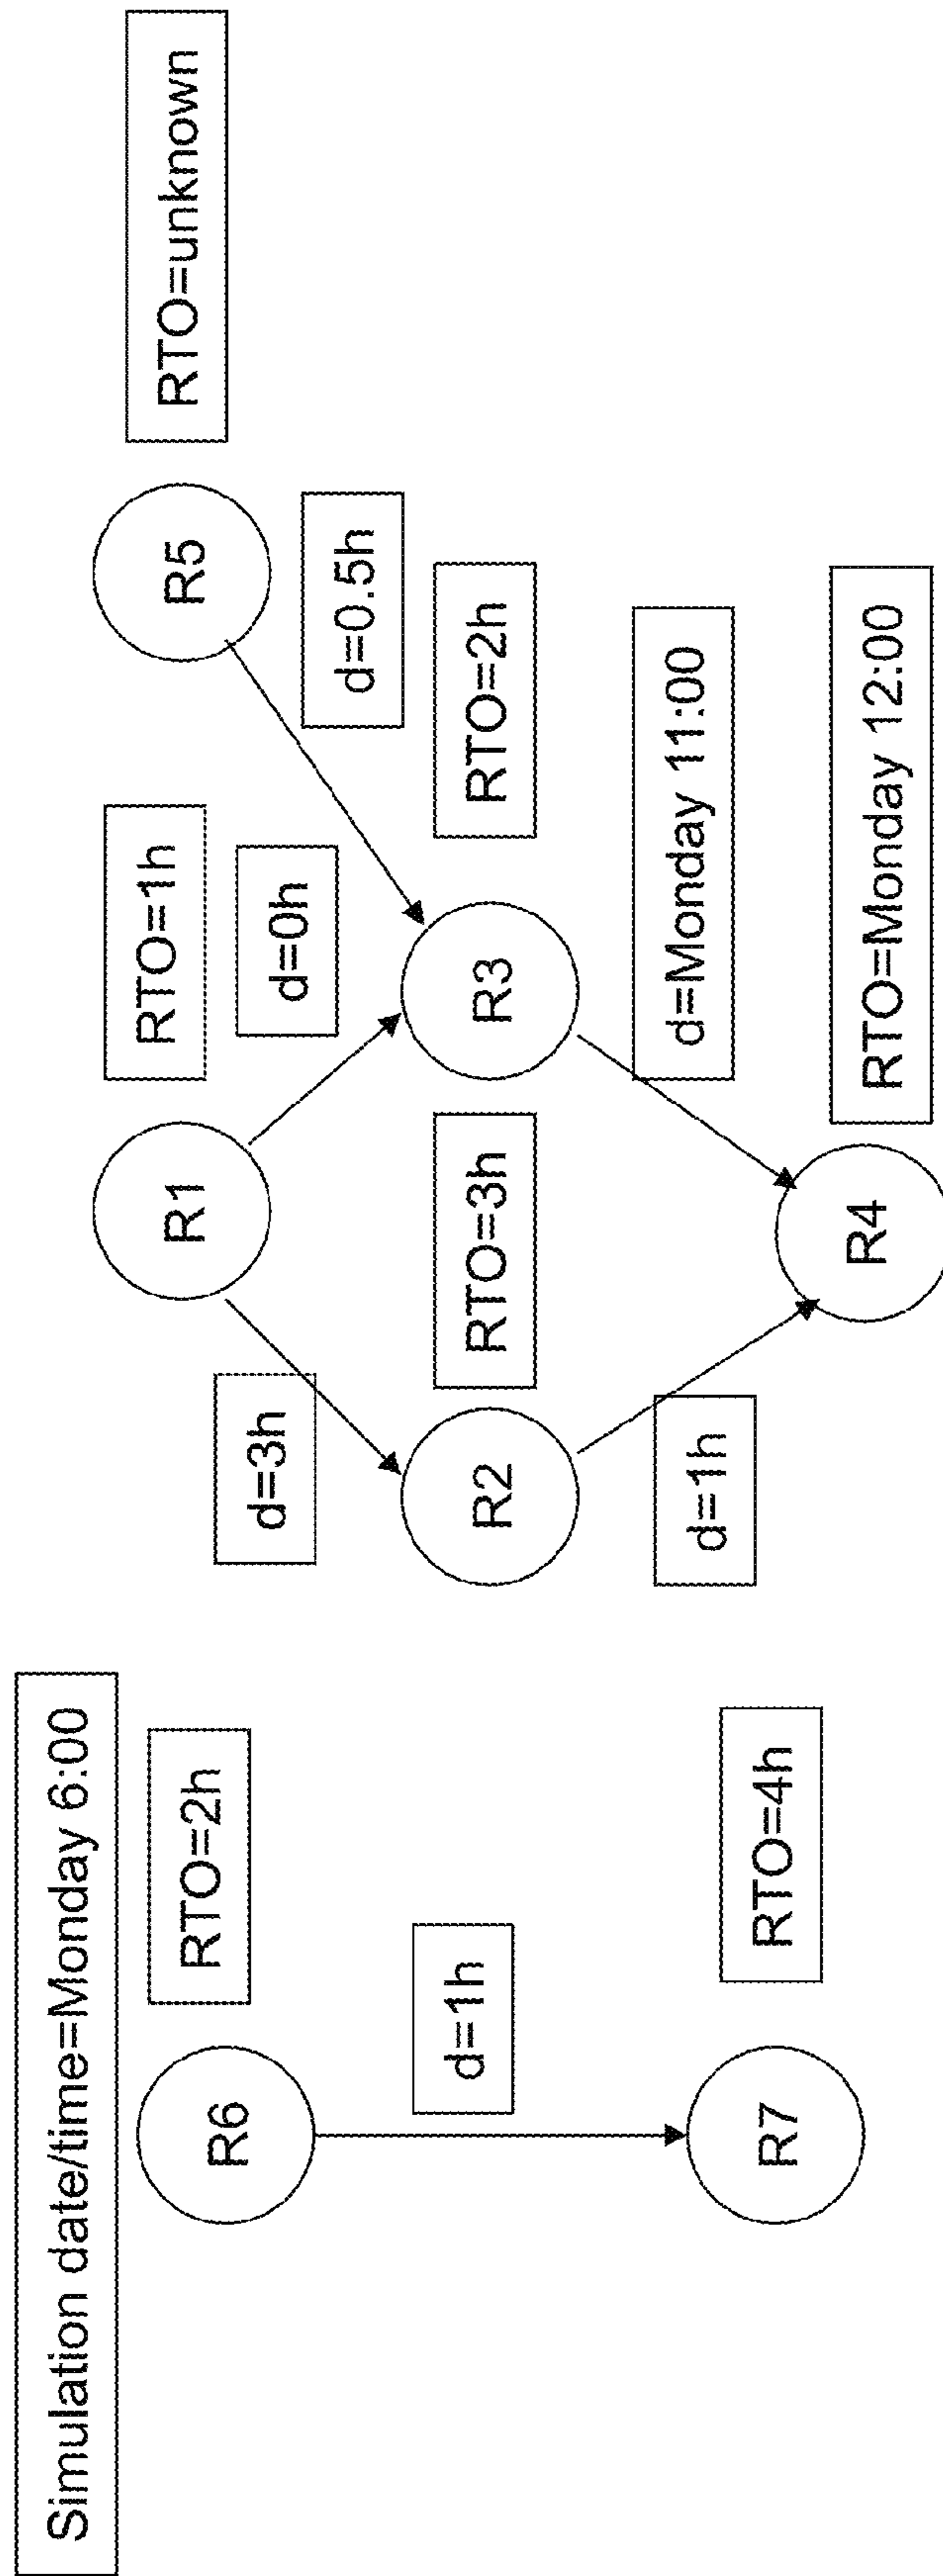 Simulation date/time=Monday 6:00
R6
RTO=2h
d=1h
R7
RTO=4h
R1
RTO=1h
R5
RTO=unknown
d=3h
d=0h
d=0.5h
R2
RTO=3h
R3
RTO=2h
d=1h
d=Monday 11:00
R4
RTO=Monday 12:00